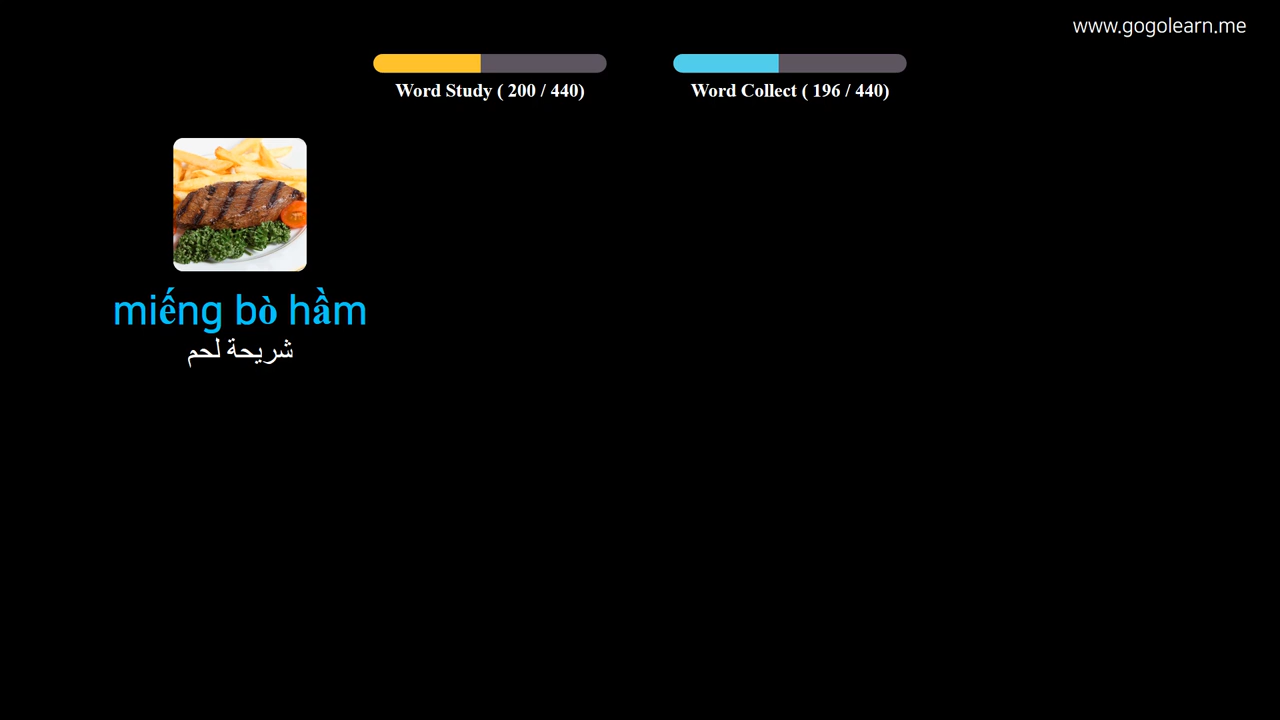 www.gogolearn.me
Word Study ( 200 / 440)
Word Collect ( 196 / 440)
miếng bò hầm
شريحة لحم